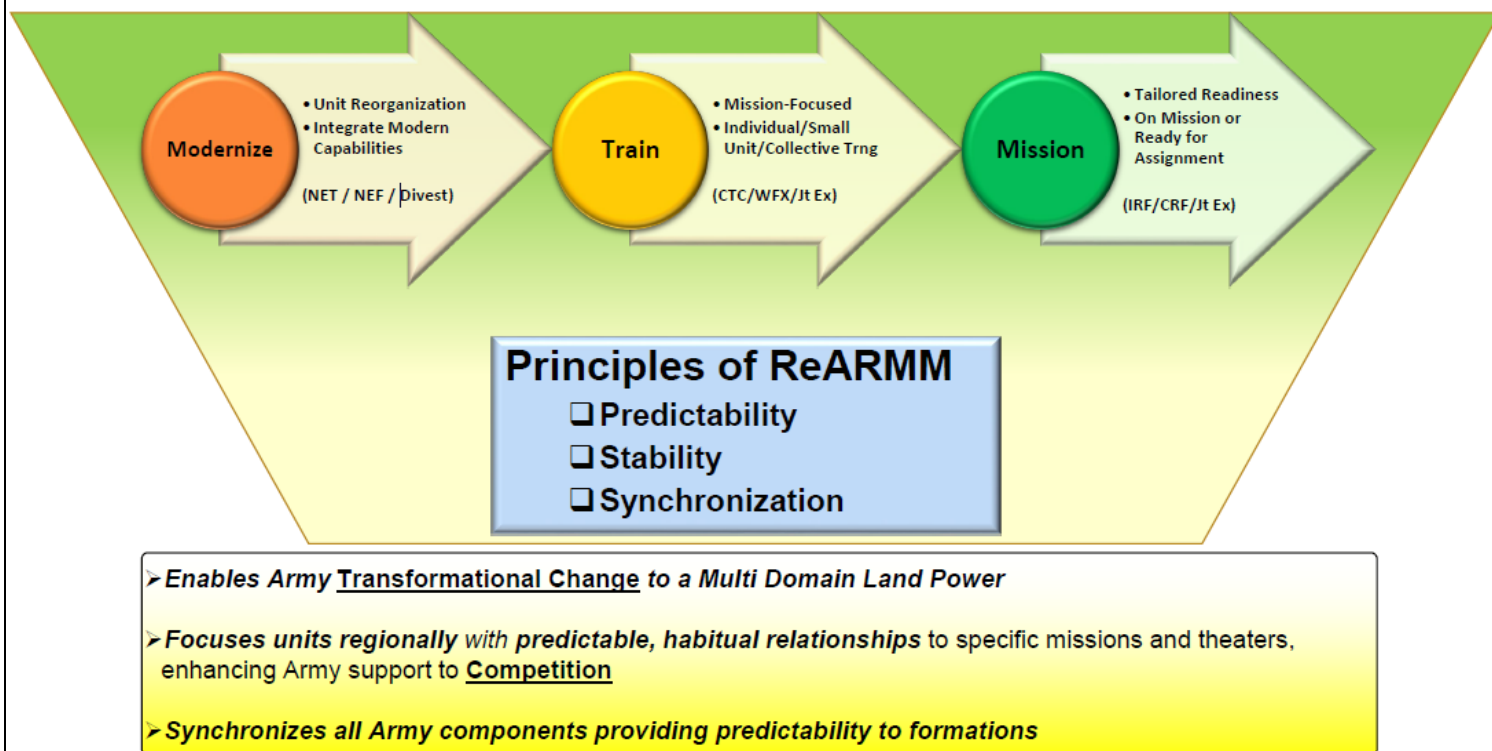 Modernize
• Unit Reorganization
• Integrate Modern
Capabilities
(NET / NEF / Divest)
Train
• Mission-Focused
• Individual/Small
Unit/Collective Trng
(CTC/WFX/Jt Ex)
Mission
• Tailored Readiness
• On Mission or
Ready for
Assignment
(IRF/CRF/Jt Ex)
Principles of ReARMM
❑ Predictability
❑ Stability
❑ Synchronization
➢ Enables Army Transformational Change to a Multi Domain Land Power
➢ Focuses units regionally with predictable, habitual relationships to specific missions and theaters,
enhancing Army support to Competition
➢ Synchronizes all Army components providing predictability to formations